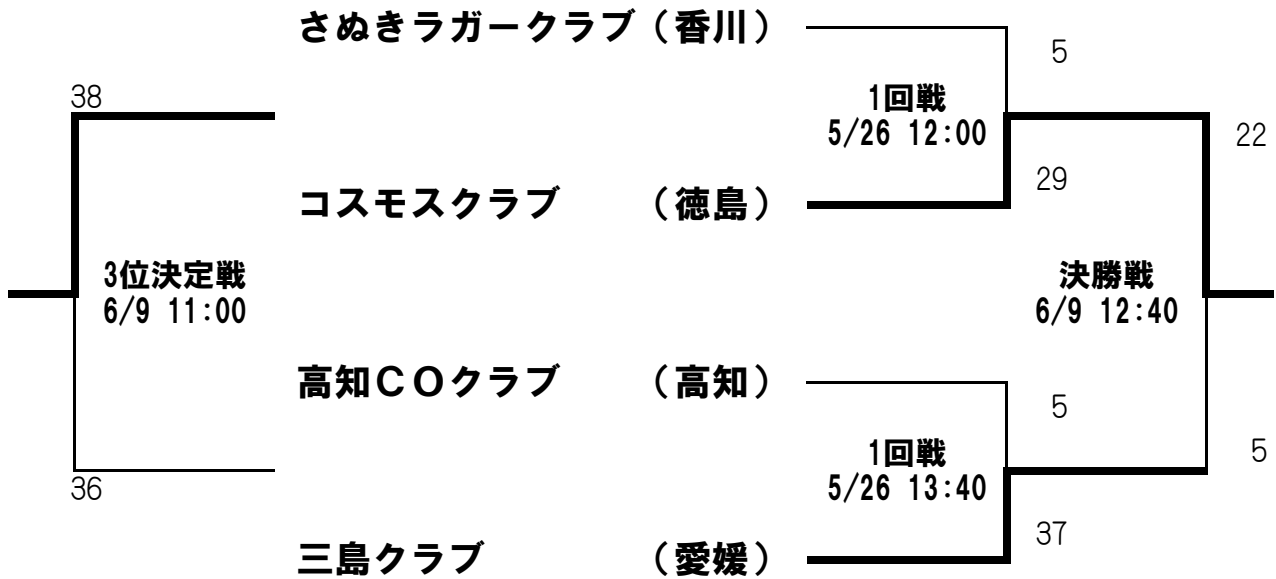 さぬきラガークラブ（香川）
5
38
1回戦
5/26 12:00
22
29
コスモスクラブ （徳島）
3位決定戦
6/9 11:00
決勝戦
6/9 12:40
高知ＣＯクラブ （高知）
5
1回戦
5/26 13:40
5
36
37
三島クラブ （愛媛）